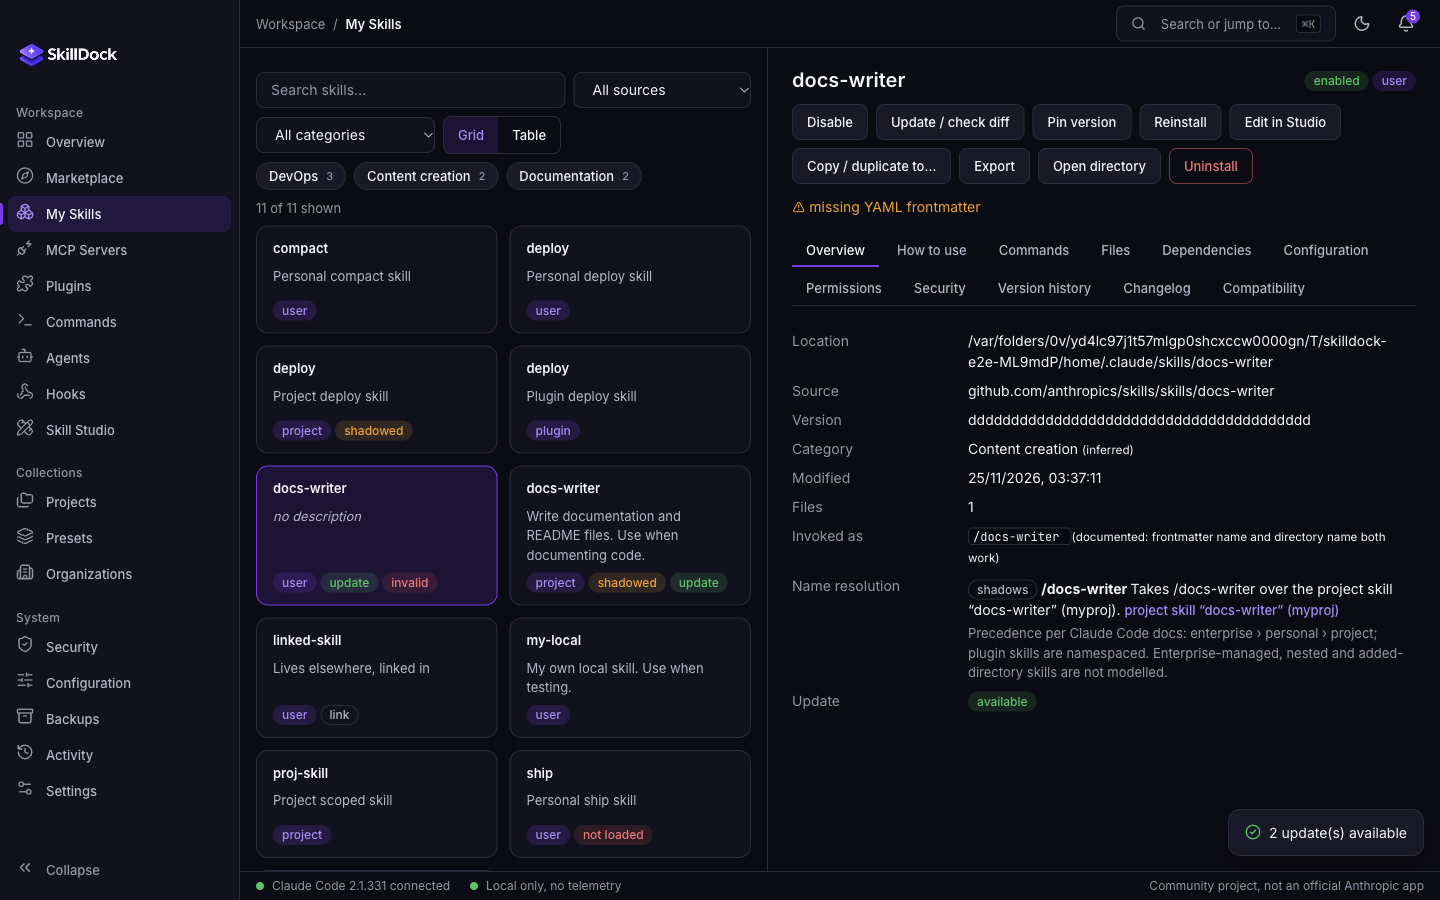 SkillDock
Workspace
Overview
Marketplace
My Skills
MCP Servers
Plugins
Commands
Agents
Hooks
Skill Studio
Collections
Projects
Presets
Organizations
System
Security
Configuration
Backups
Activity
Settings
Collapse
Workspace / My Skills
Search or jump to... ⌘K
5
Search skills...
All sources
All categories
Grid
Table
DevOps 3
Content creation 2
Documentation 2
11 of 11 shown
compact
Personal compact skill
user
deploy
Personal deploy skill
user
deploy
Project deploy skill
project shadowed
deploy
Plugin deploy skill
plugin
docs-writer
no description
user update invalid
docs-writer
Write documentation and
README files. Use when
documenting code.
project shadowed update
linked-skill
Lives elsewhere, linked in
user link
my-local
My own local skill. Use when
testing.
user
proj-skill
Project scoped skill
project
ship
Personal ship skill
user not loaded
docs-writer
enabled user
Disable
Update / check diff
Pin version
Reinstall
Edit in Studio
Copy / duplicate to...
Export
Open directory
Uninstall
missing YAML frontmatter
Overview
How to use
Commands
Files
Dependencies
Configuration
Permissions
Security
Version history
Changelog
Compatibility
Location
/var/folders/0v/yd4lc97j1t57mlgp0shcxccw0000gn/T/skilldock-
e2e-ML9mdP/home/.claude/skills/docs-writer
Source
github.com/anthropics/skills/skills/docs-writer
Version
dddddddddddddddddddddddddddddddddddddddd
Category
Content creation (inferred)
Modified
25/11/2026, 03:37:11
Files
1
Invoked as
/docs-writer (documented: frontmatter name and directory name both
work)
Name resolution
shadows /docs-writer Takes /docs-writer over the project skill
“docs-writer” (myproj). project skill “docs-writer” (myproj)
Precedence per Claude Code docs: enterprise › personal › project;
plugin skills are namespaced. Enterprise-managed, nested and added-
directory skills are not modelled.
Update
available
2 update(s) available
Claude Code 2.1.331 connected
Local only, no telemetry
Community project, not an official Anthropic app